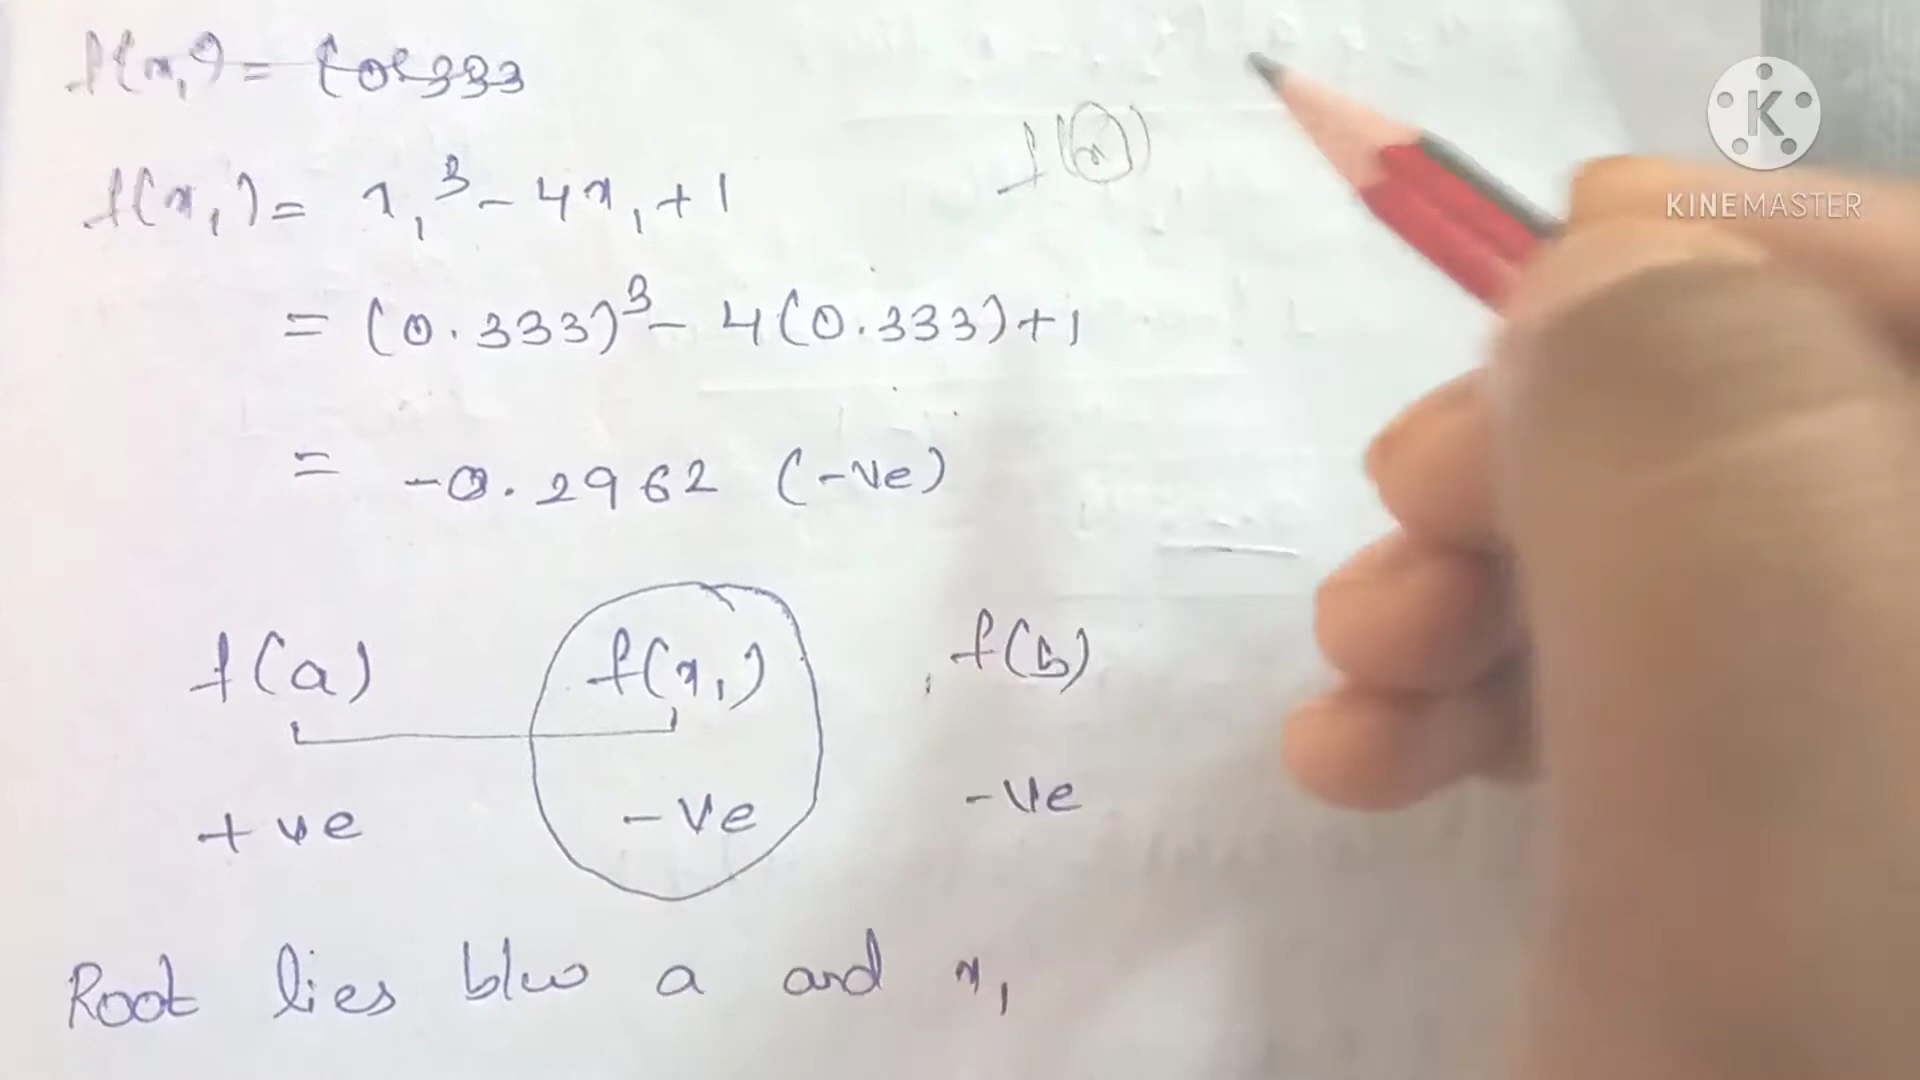 f(x₁) = f(0.333
f(x)
K
KINEMASTER
f(x₁) = x₁³ - 4x₁ + 1
= (0.333)³ - 4(0.333) + 1
= -0.2962 (-ve)
f(a) f(x₁) f(b)
+ve -ve -ve
Root lies b/w a and x₁